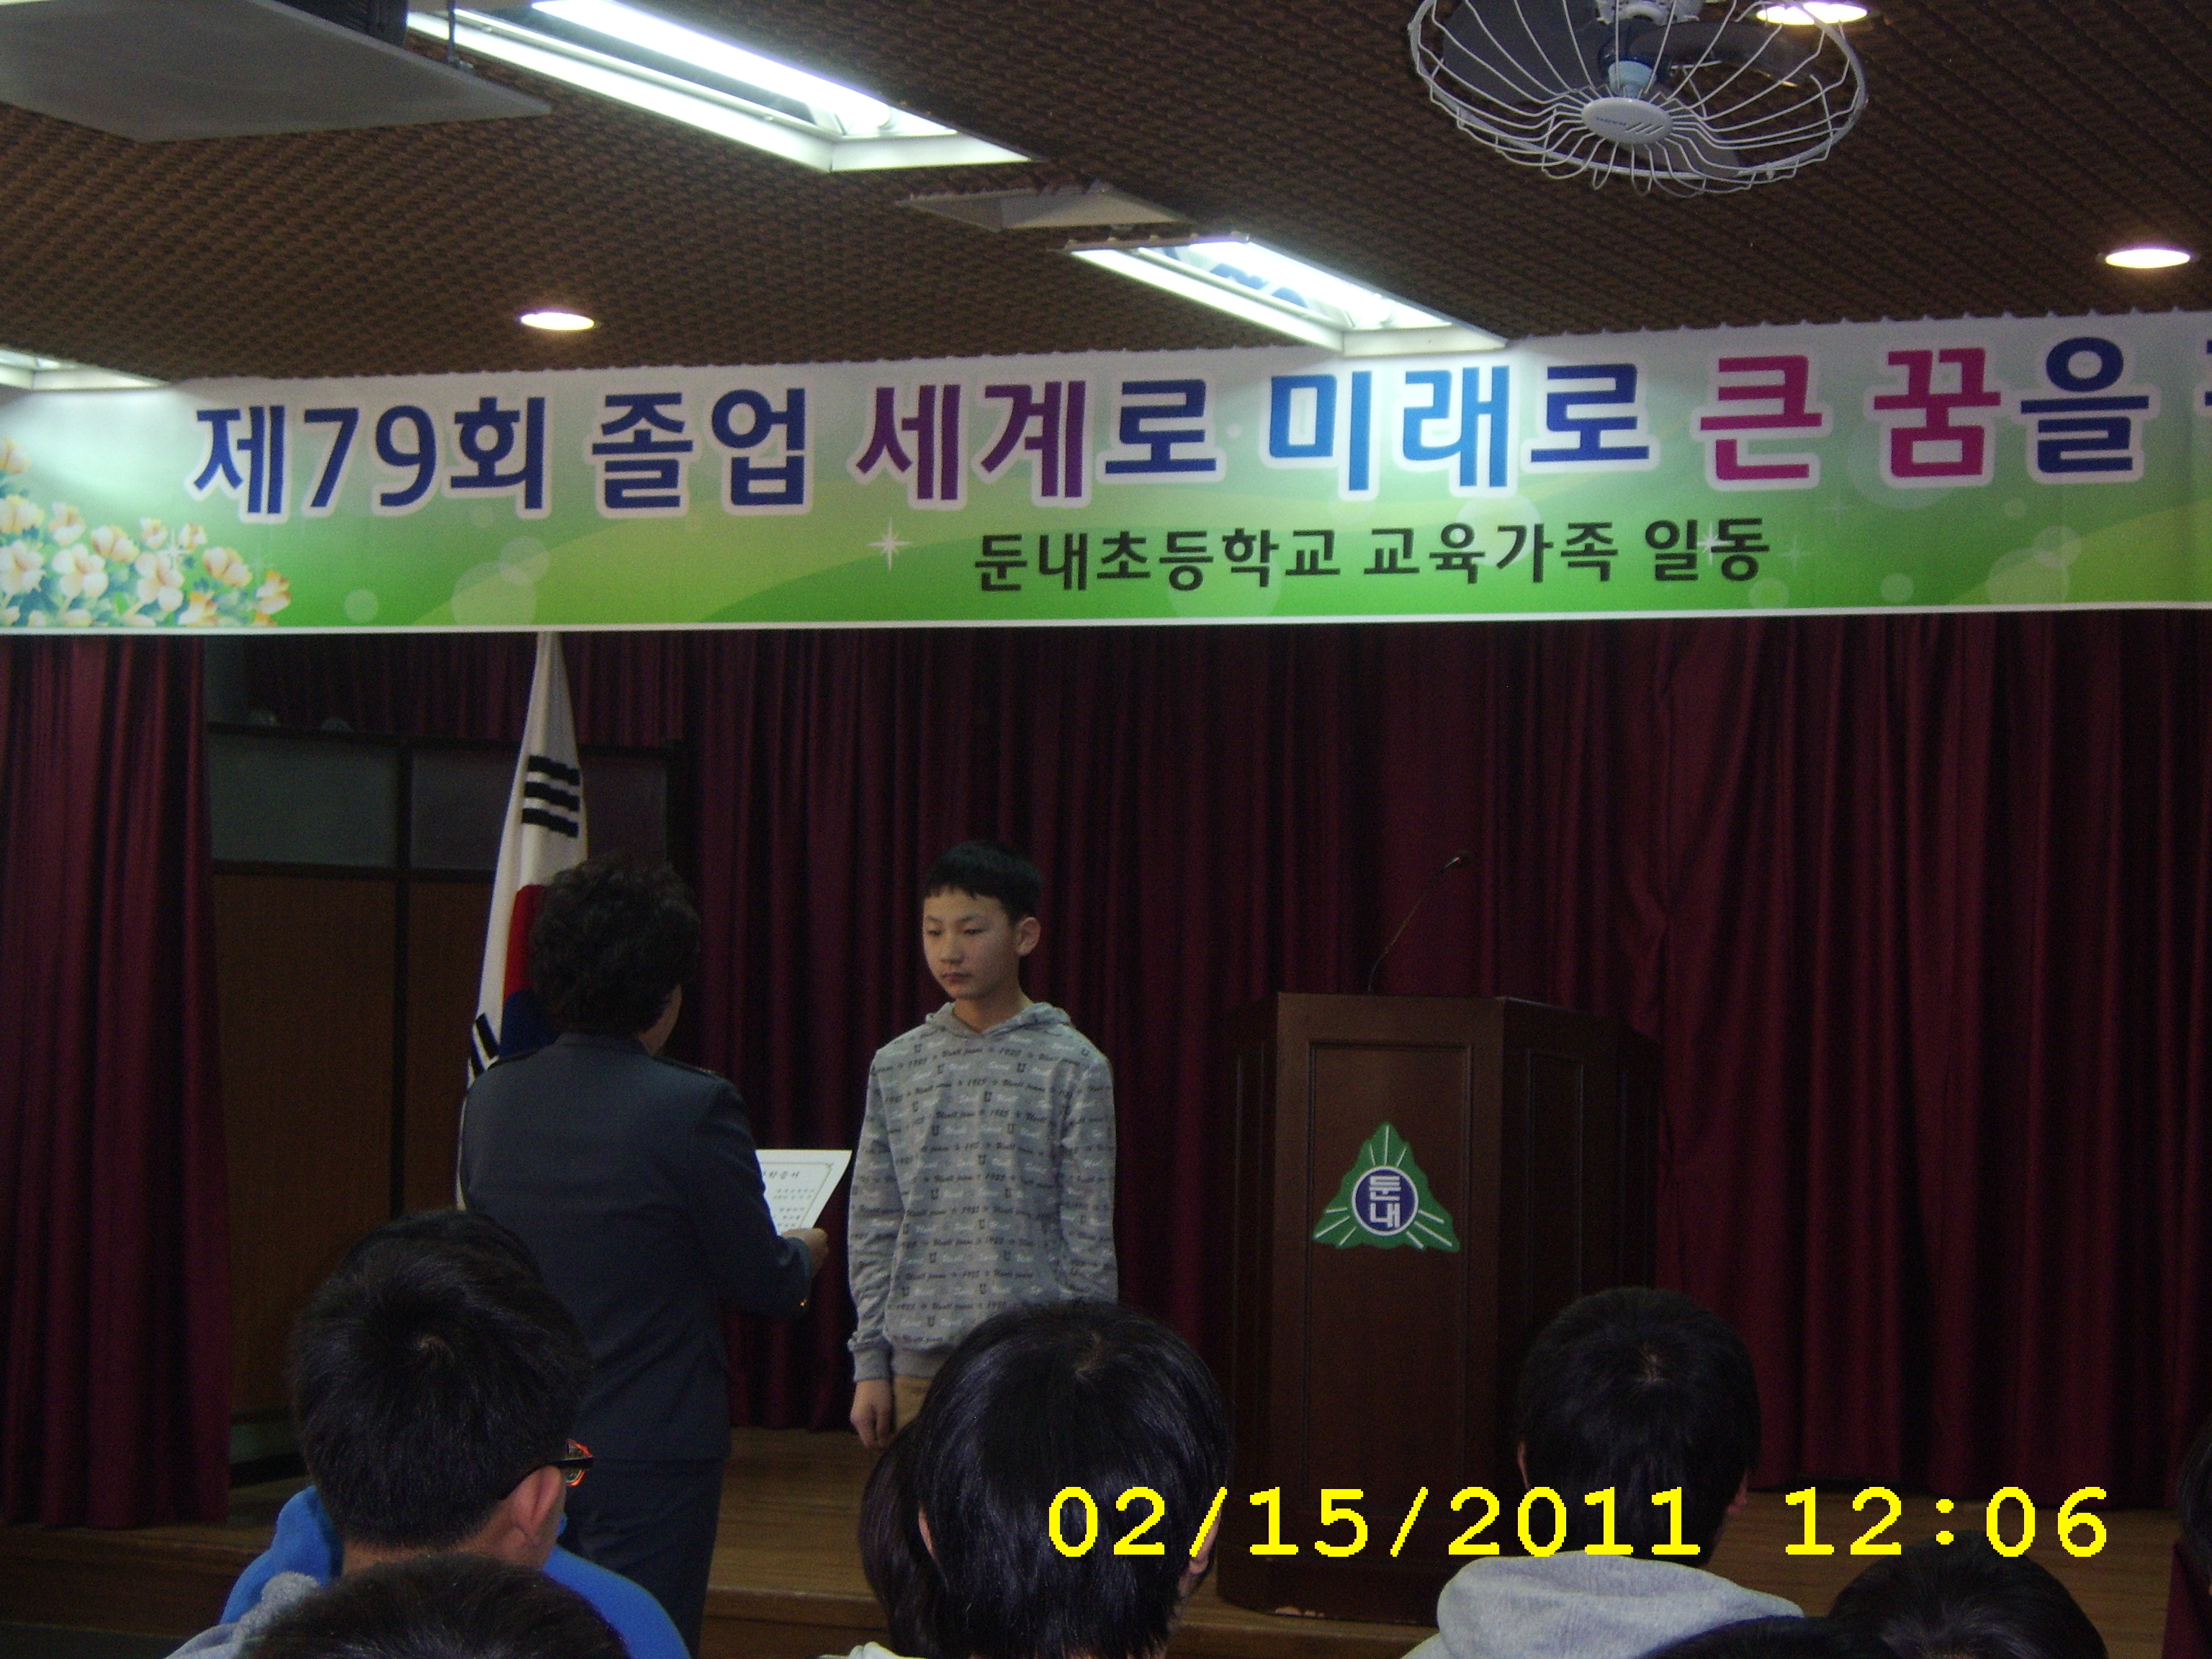 제79회 졸업 세계로 미래로 큰 꿈을
둔내초등학교 교육가족 일동
둔내
02/15/2011 12:06